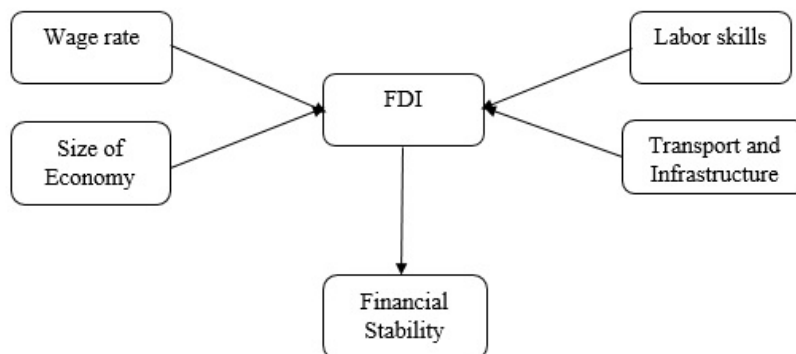 Wage rate
Labor skills
FDI
Size of
Economy
Transport and
Infrastructure
Financial
Stability